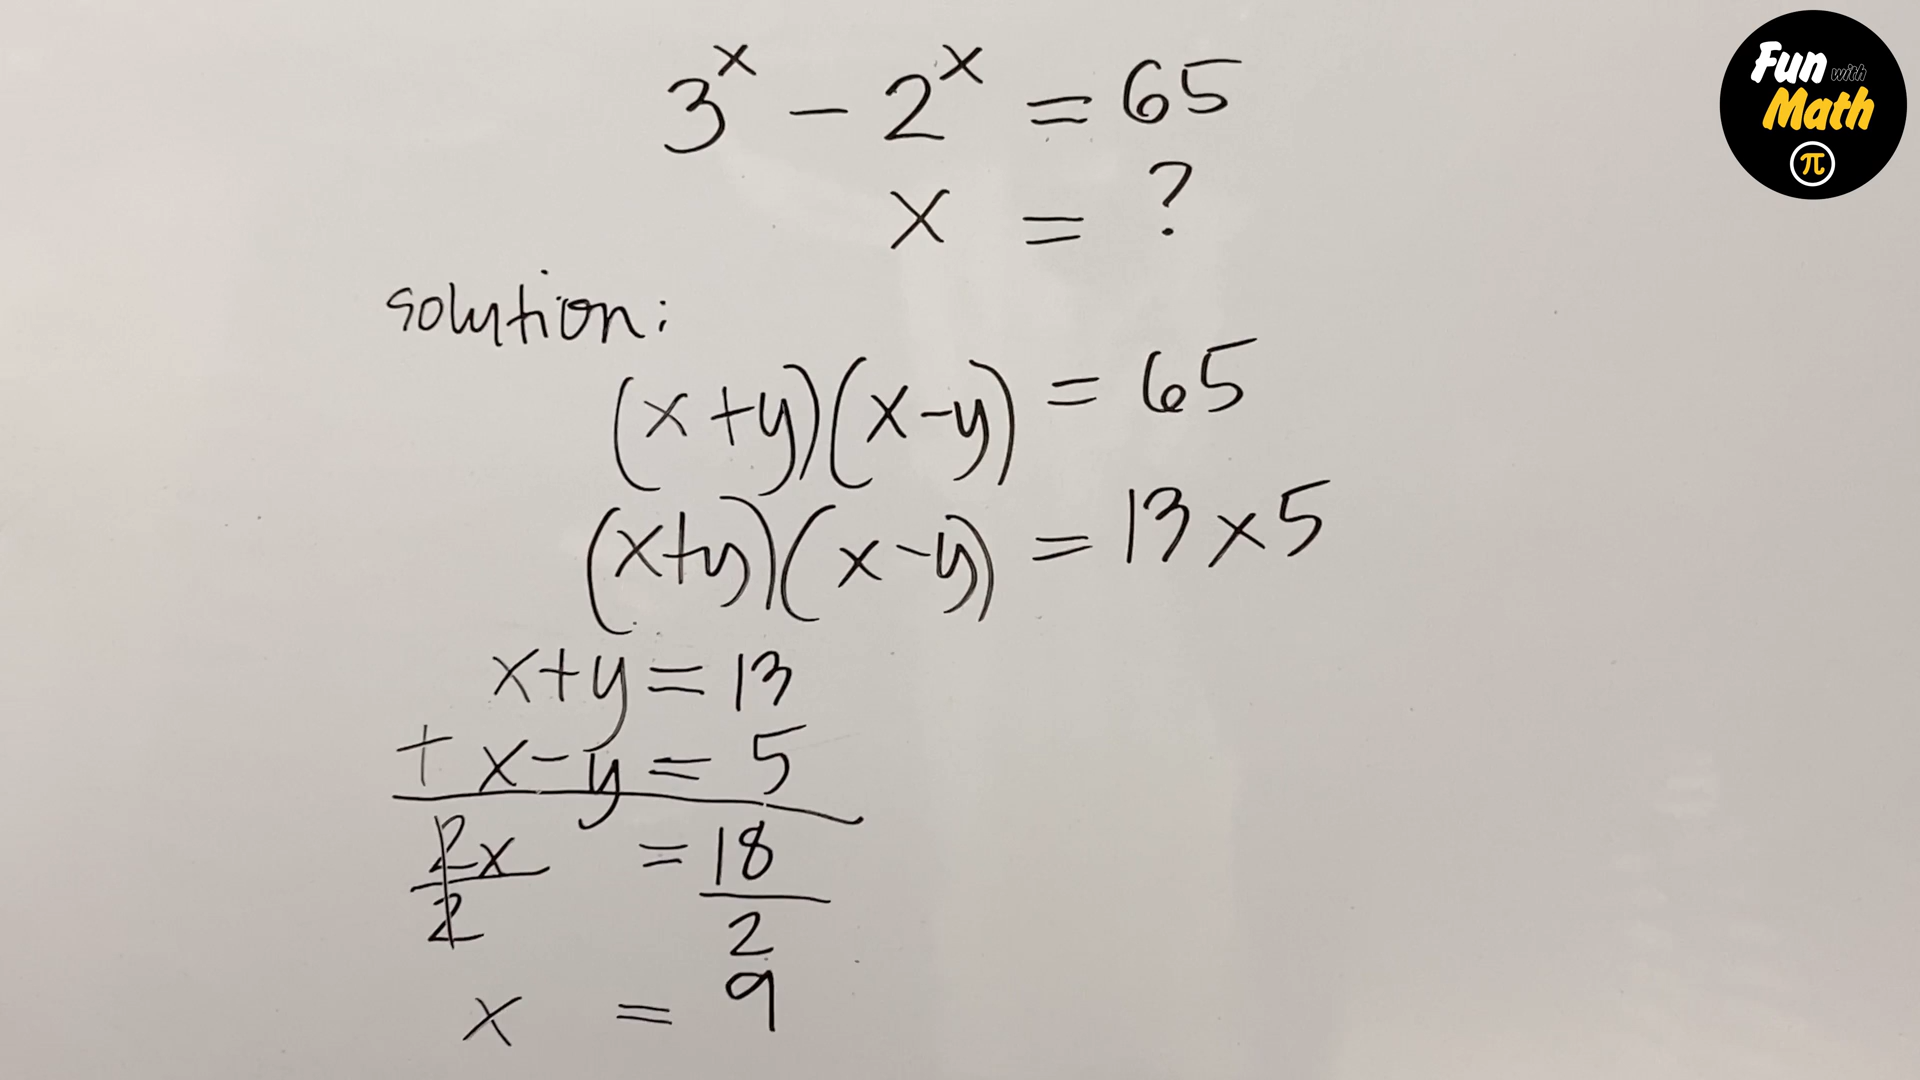 3^x - 2^x = 65
x = ?
solution:
(x+y)(x-y) = 65
(x+y)(x-y) = 13 x 5
x+y = 13
+ x-y = 5
2x = 18
2 2
x = 9
Fun with
Math
π